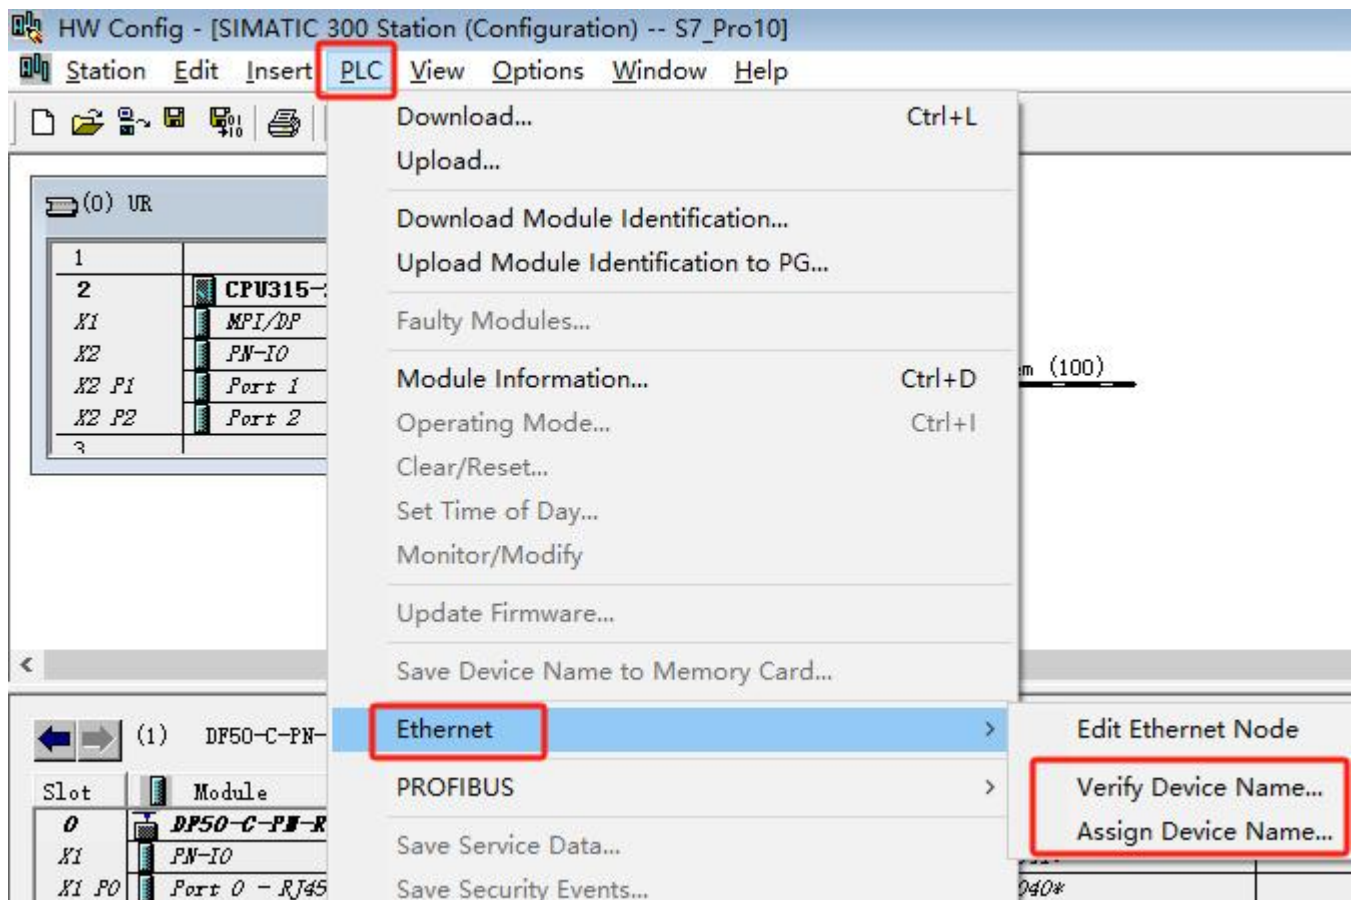 HW Config - [SIMATIC 300 Station (Configuration) -- S7_Pro10]
Station Edit Insert PLC View Options Window Help
Download... Ctrl+L
Upload...
(0) UR
Download Module Identification...
1
Upload Module Identification to PG...
2 CPU315-
X1 MPI/DP
Faulty Modules...
X2 PN-IO
(100)
X2 P1 Port 1
Module Information... Ctrl+D
X2 P2 Port 2
Operating Mode... Ctrl+I
3
Clear/Reset...
Set Time of Day...
Monitor/Modify
Update Firmware...
Save Device Name to Memory Card...
(1) DF50-C-PN-
Ethernet
Edit Ethernet Node
Slot Module
PROFIBUS
Verify Device Name...
0 DF50-C-PN-R
Assign Device Name...
X1 PN-IO
Save Service Data...
X1 P0 Port 0 - RJ45
Save Security Events...
040*